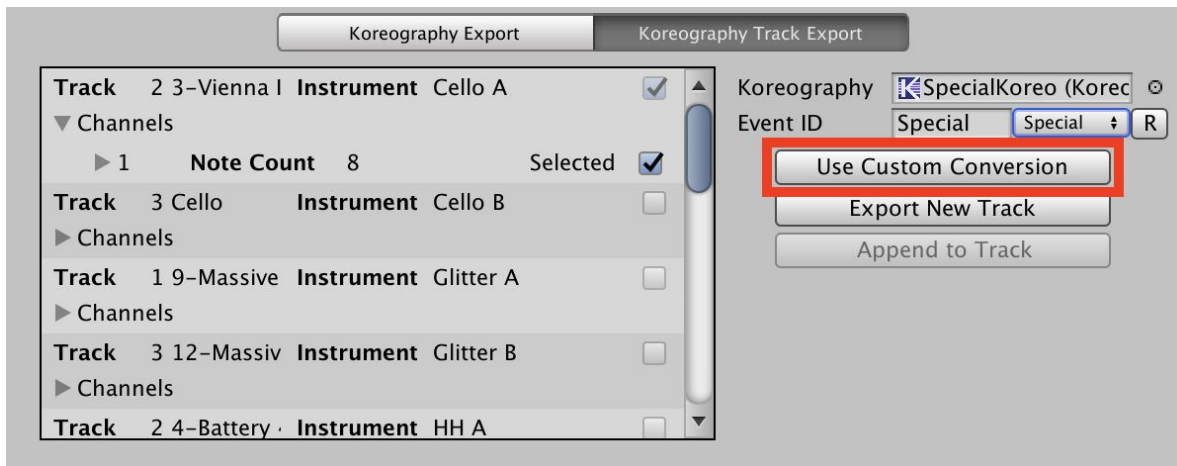 Koreography Export
Koreography Track Export
Track 2 3-Vienna I Instrument Cello A
Channels
1 Note Count 8 Selected
Track 3 Cello Instrument Cello B
Channels
Track 1 9-Massive Instrument Glitter A
Channels
Track 3 12-Massiv Instrument Glitter B
Channels
Track 2 4-Battery Instrument HH A
Koreography SpecialKoreo (Korec
Event ID Special Special R
Use Custom Conversion
Export New Track
Append to Track